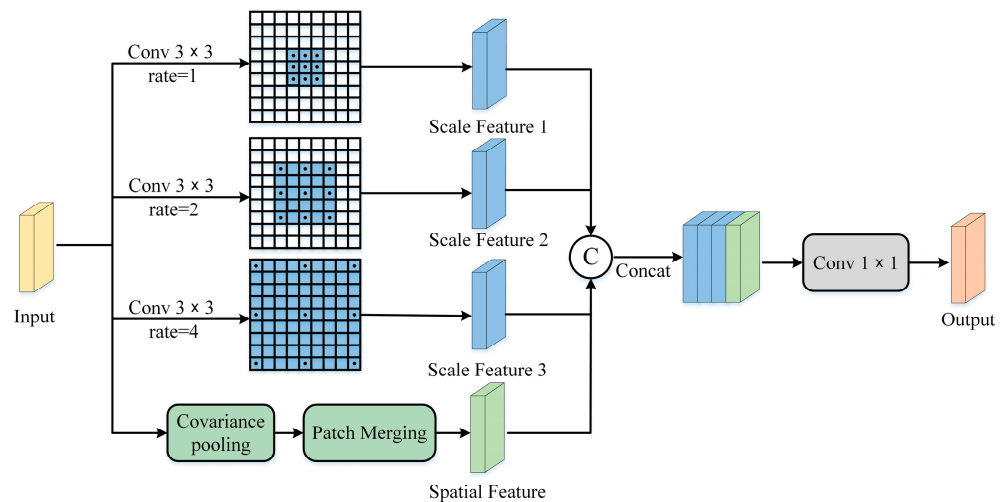 Conv 3 × 3
rate=1
Scale Feature 1
Conv 3 × 3
rate=2
Scale Feature 2
Input
C
Concat
Conv 1 × 1
Output
Conv 3 × 3
rate=4
Scale Feature 3
Covariance
pooling
Patch Merging
Spatial Feature